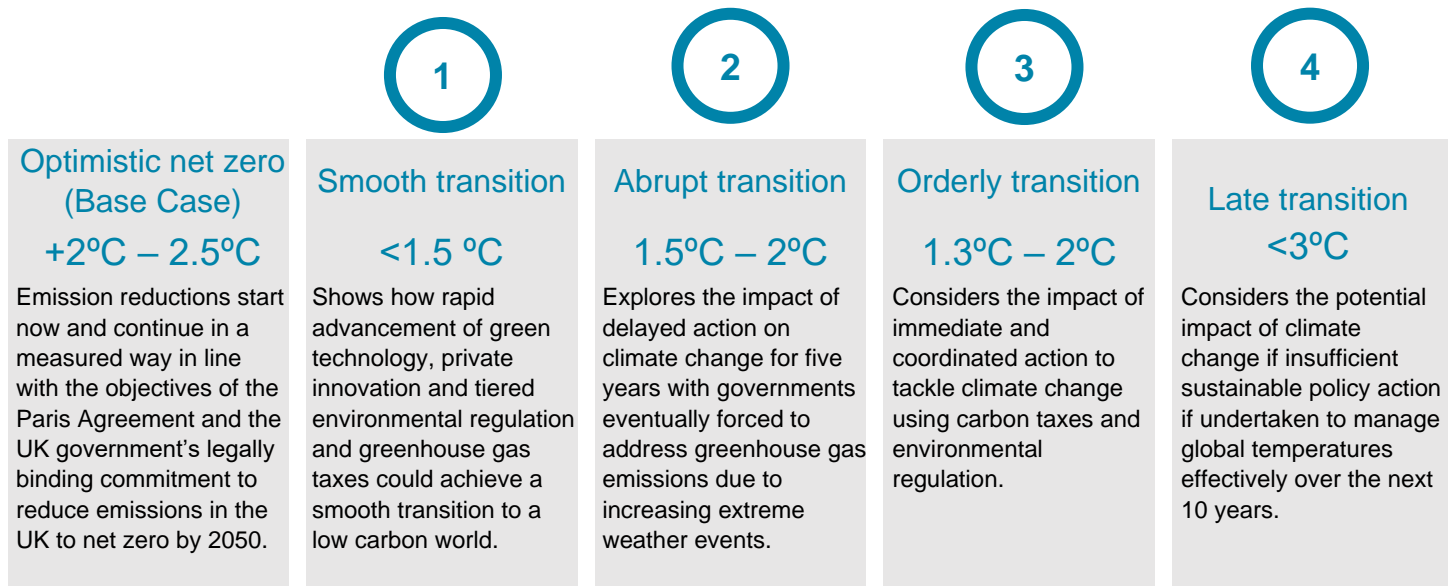 Optimistic net zero
(Base Case)
+2ºC – 2.5ºC
Emission reductions start
now and continue in a
measured way in line
with the objectives of the
Paris Agreement and the
UK government’s legally
binding commitment to
reduce emissions in the
UK to net zero by 2050.
1
Smooth transition
<1.5 ºC
Shows how rapid
advancement of green
technology, private
innovation and tiered
environmental regulation
and greenhouse gas
taxes could achieve a
smooth transition to a
low carbon world.
2
Abrupt transition
1.5ºC – 2ºC
Explores the impact of
delayed action on
climate change for five
years with governments
eventually forced to
address greenhouse gas
emissions due to
increasing extreme
weather events.
3
Orderly transition
1.3ºC – 2ºC
Considers the impact of
immediate and
coordinated action to
tackle climate change
using carbon taxes and
environmental
regulation.
4
Late transition
<3ºC
Considers the potential
impact of climate
change if insufficient
sustainable policy action
if undertaken to manage
global temperatures
effectively over the next
10 years.